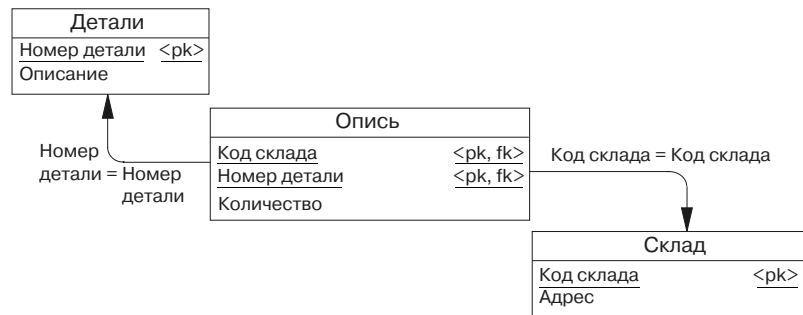 Детали
Номер детали <pk>
Описание
Опись
Код склада <pk, fk>
Номер детали <pk, fk>
Количество
Номер
детали = Номер
детали
Код склада = Код склада
Склад
Код склада <pk>
Адрес